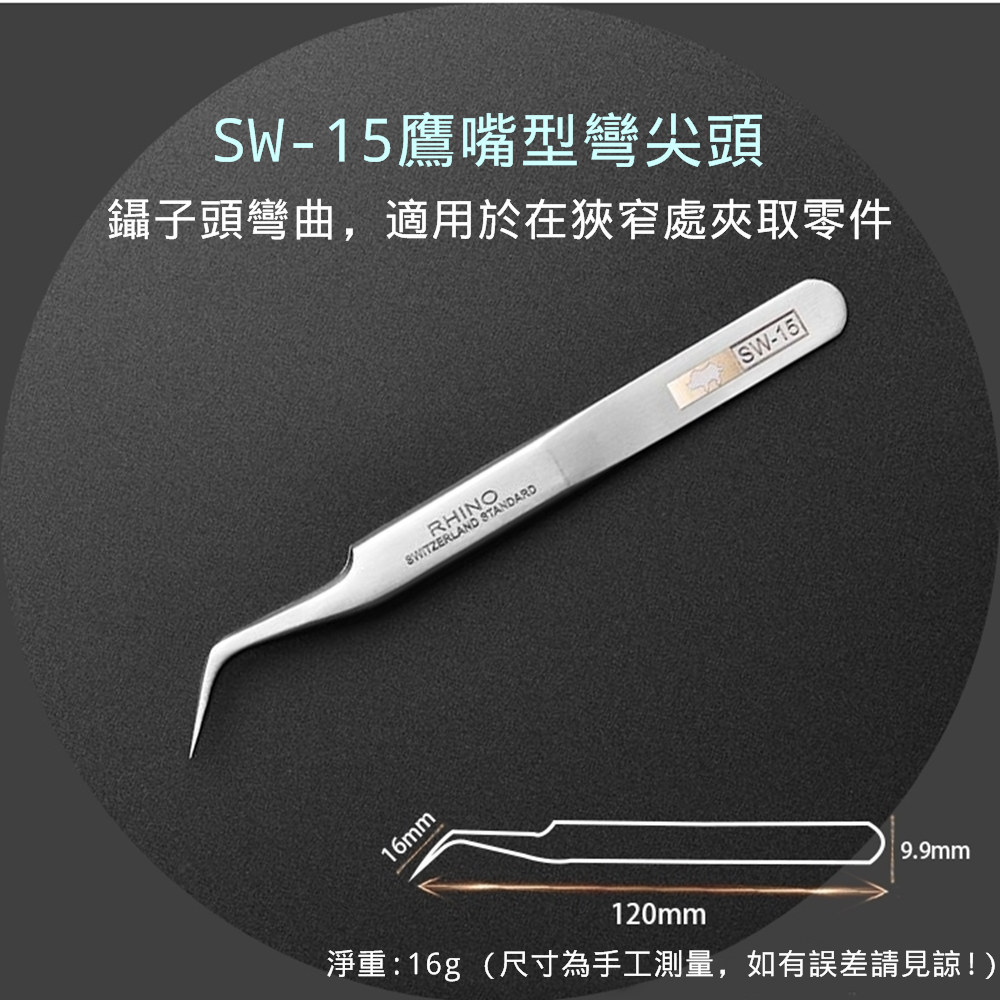 SW-15鷹嘴型彎尖頭
鑷子頭彎曲，適用於在狹窄處夾取零件
SW-15
RHINO
SWITZERLAND STANDARD
16mm
9.9mm
120mm
淨重:16g (尺寸為手工測量，如有誤差請見諒!)